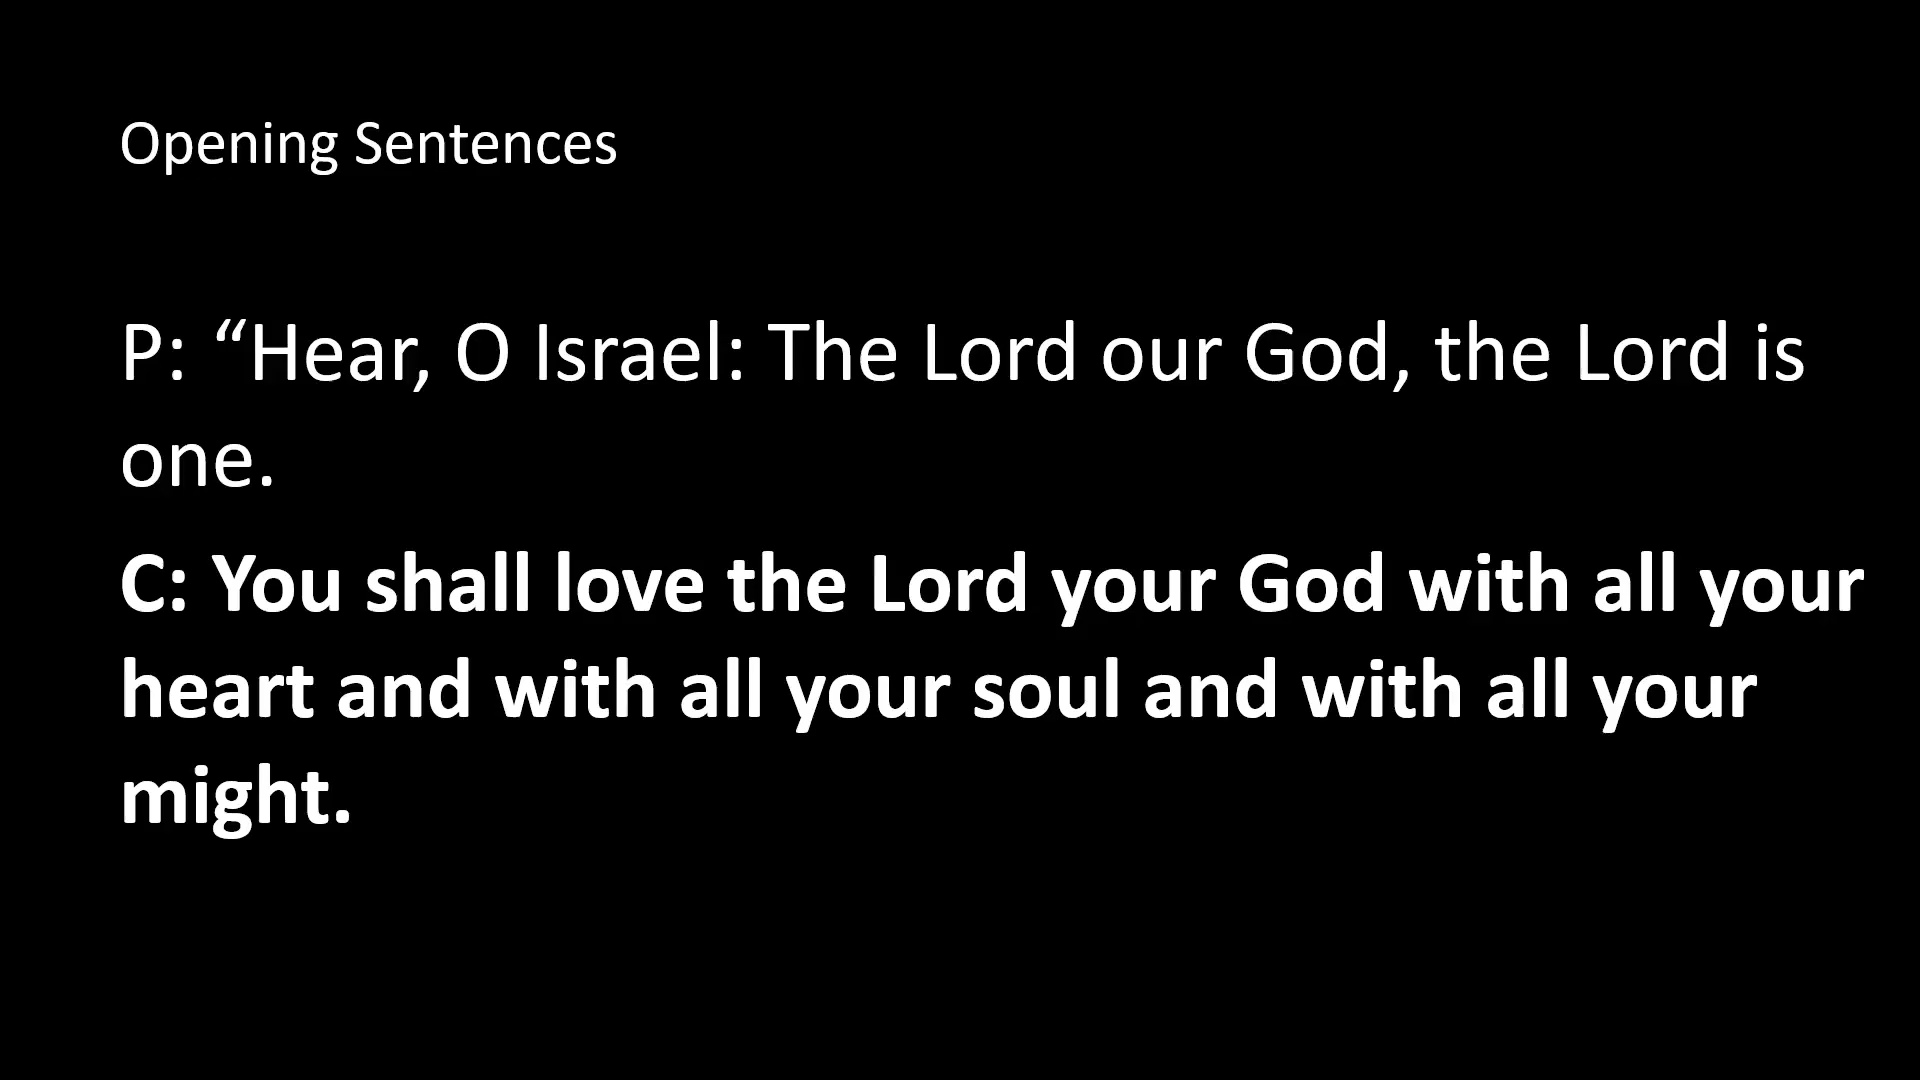 Opening Sentences
P: “Hear, O Israel: The Lord our God, the Lord is
one.
C: You shall love the Lord your God with all your
heart and with all your soul and with all your
might.